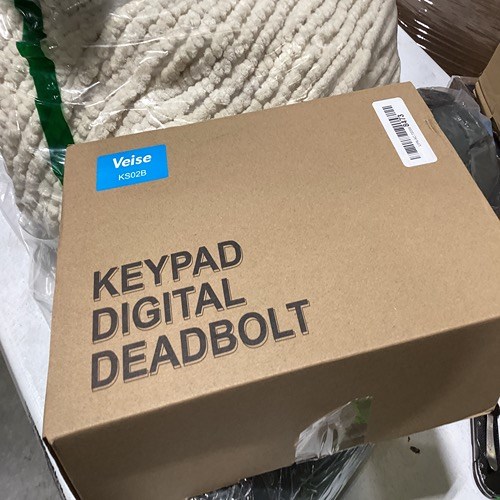 Veise
KS02B
KEYPAD
DIGITAL
DEADBOLT